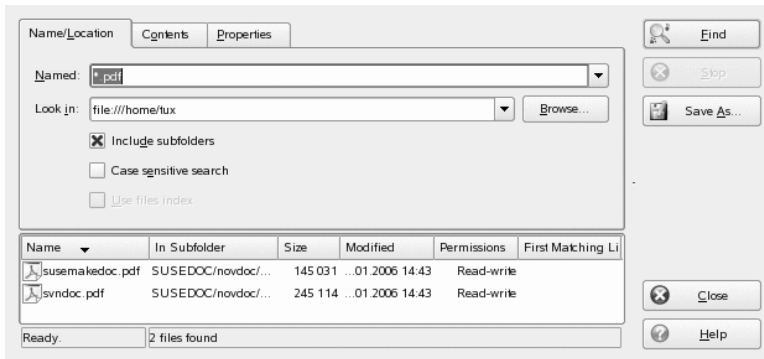 Name/Location Contents Properties
Find
Named: *.pdf
Stop
Look in: file:///home/tux Browse...
Save As...
Include subfolders
Case sensitive search
Use files index
Name In Subfolder Size Modified Permissions First Matching Li
susemakedoc.pdf SUSEDOC/novdoc/... 145 031 ...01.2006 14:43 Read-write
svndoc.pdf SUSEDOC/novdoc/... 245 114 ...01.2006 14:43 Read-write
Close
Ready. 2 files found
Help